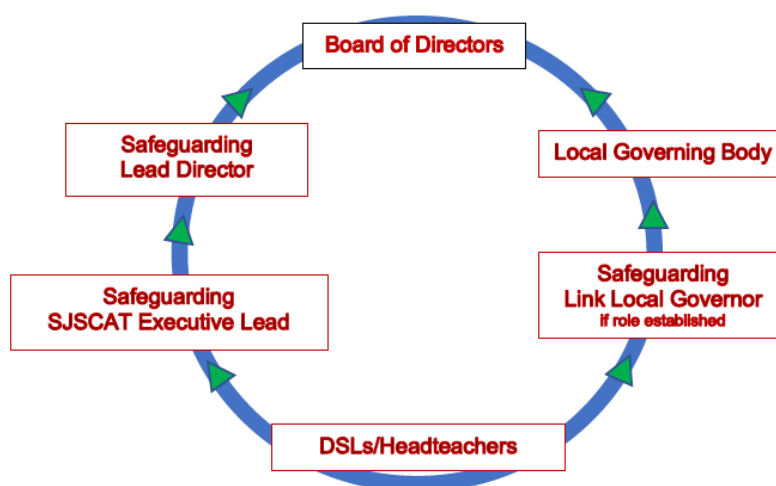 Board of Directors
Safeguarding
Lead Director
Local Governing Body
Safeguarding
SJSCAT Executive Lead
Safeguarding
Link Local Governor
if role established
DSLs/Headteachers